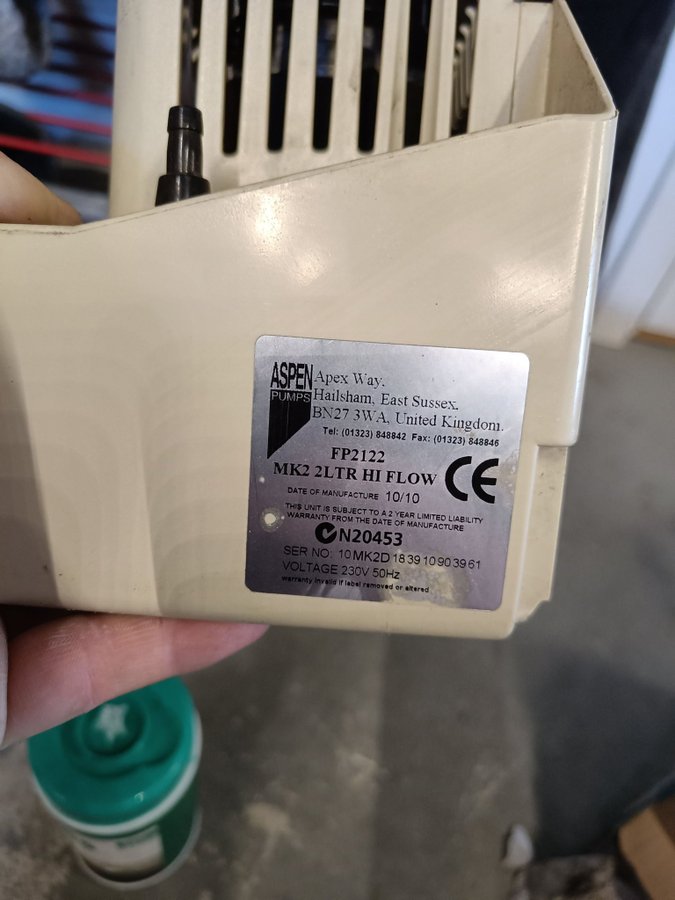 ASPEN
PUMPS
Apex Way.
Hailsham, East Sussex.
BN27 3WA, United Kingdom.
Tel: (01323) 848842 Fax: (01323) 848846
FP2122
MK2 2LTR HI FLOW
CE
DATE OF MANUFACTURE 10/10
THIS UNIT IS SUBJECT TO A 2 YEAR LIMITED LIABILITY
WARRANTY FROM THE DATE OF MANUFACTURE
N20453
SER NO: 10MK2D18391090 3961
VOLTAGE 230V 50Hz
warranty invalid if label removed or altered